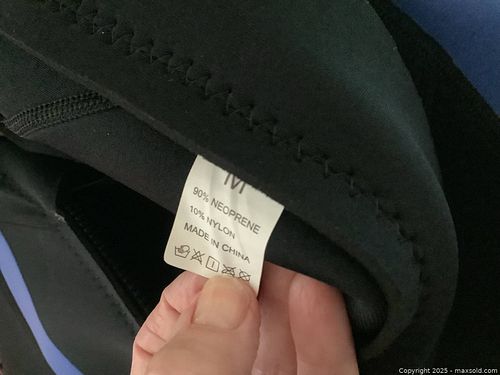 M
90% NEOPRENE
10% NYLON
MADE IN CHINA
Copyright 2025 - maxsold.com